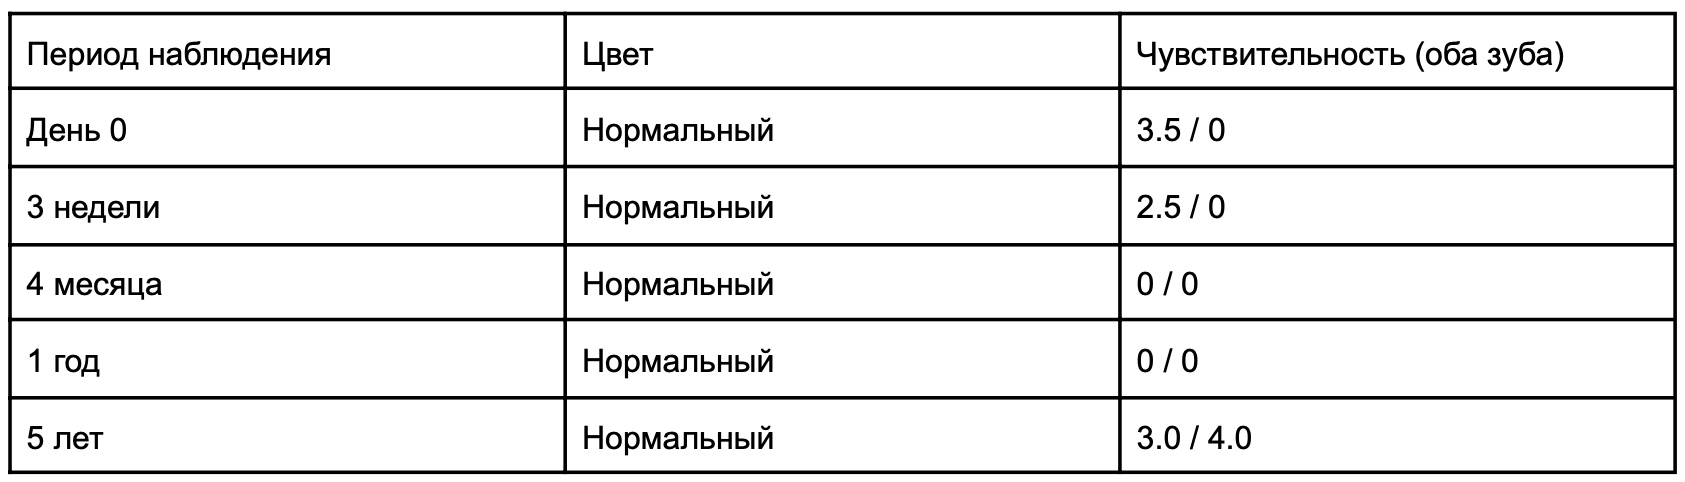 Период наблюдения Цвет Чувствительность (оба зуба)
День 0 Нормальный 3.5 / 0
3 недели Нормальный 2.5 / 0
4 месяца Нормальный 0 / 0
1 год Нормальный 0 / 0
5 лет Нормальный 3.0 / 4.0